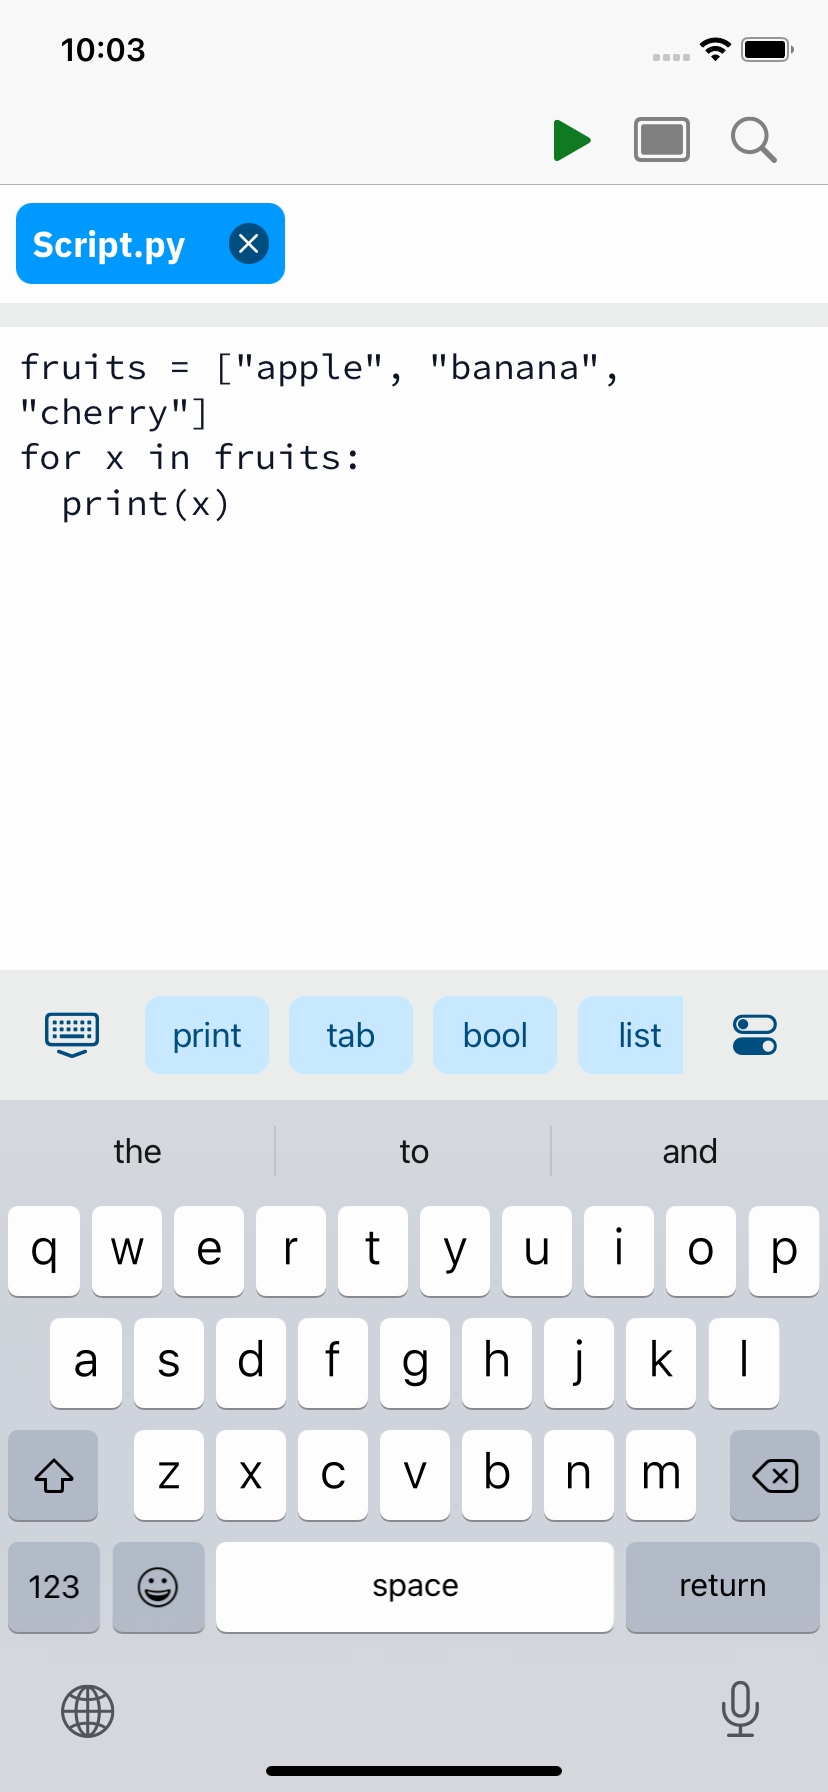 10:03
Script.py
fruits = ["apple", "banana",
"cherry"]
for x in fruits:
  print(x)
print tab bool list
the to and
q w e r t y u i o p
a s d f g h j k l
z x c v b n m
123 space return